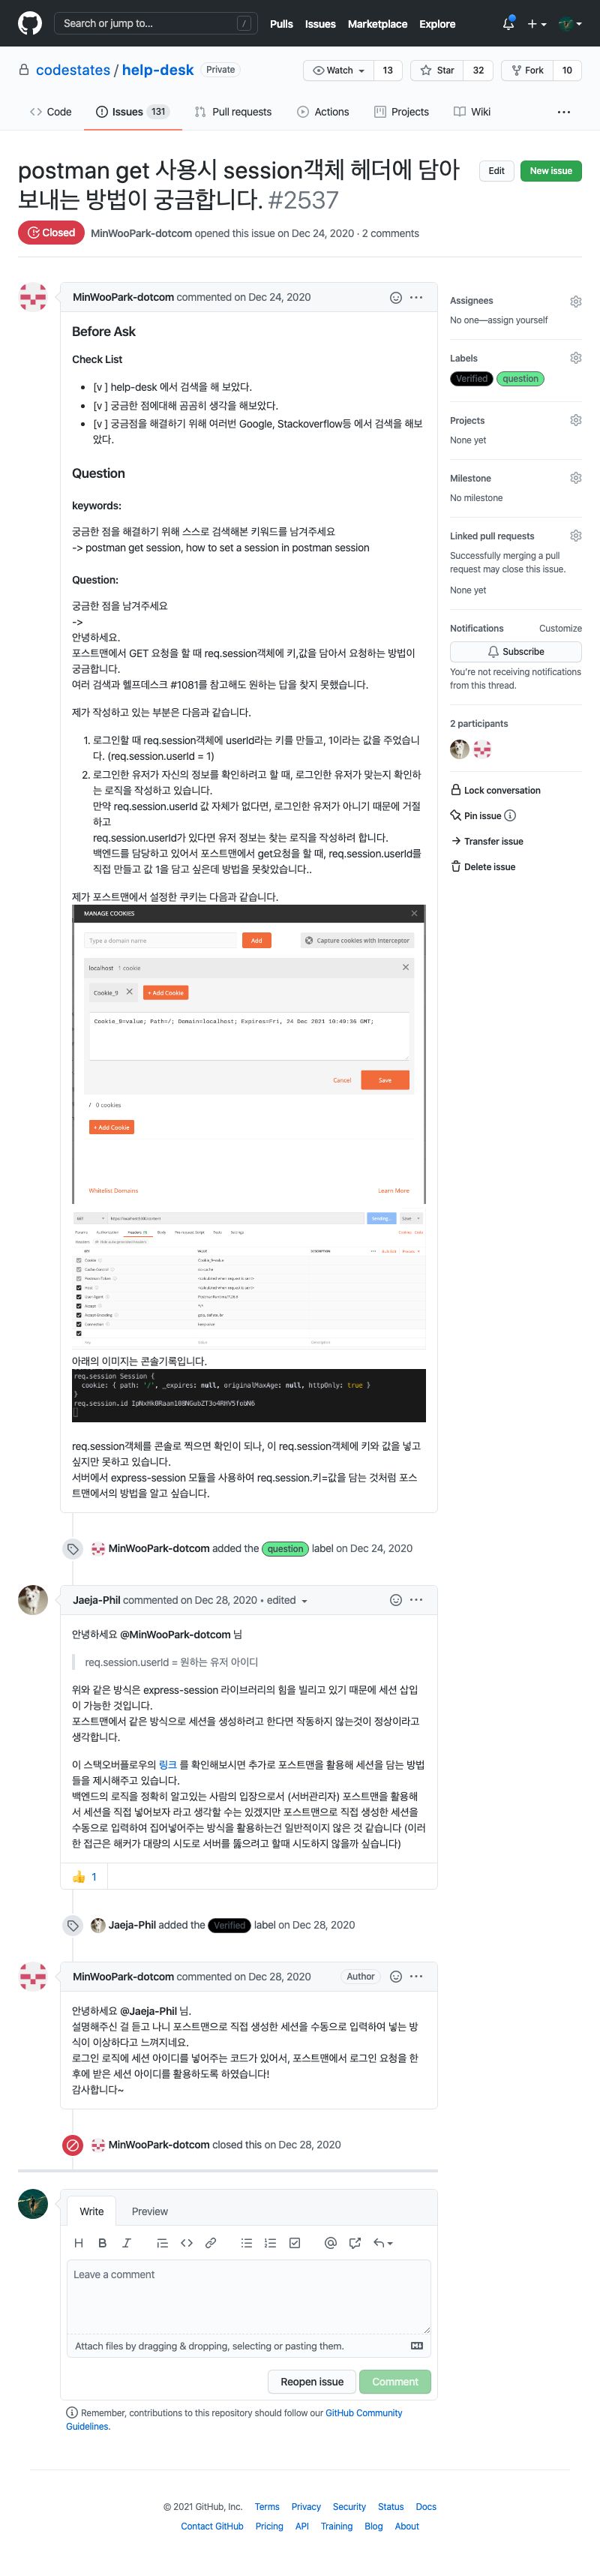 Search or jump to...
/
Pulls Issues Marketplace Explore
codestates / help-desk Private
Watch 13 Star 32 Fork 10
Code Issues 131 Pull requests Actions Projects Wiki ...
postman get 사용시 session객체 헤더에 담아
보내는 방법이 궁금합니다. #2537
Edit New issue
Closed MinWooPark-dotcom opened this issue on Dec 24, 2020 · 2 comments
MinWooPark-dotcom commented on Dec 24, 2020
Before Ask
Check List
• [v ] help-desk 에서 검색을 해 보았다.
• [v ] 궁금한 점에대해 곰곰히 생각을 해보았다.
• [v ] 궁금점을 해결하기 위해 여러번 Google, Stackoverflow등 에서 검색을 해보
았다.
Question
keywords:
궁금한 점을 해결하기 위해 스스로 검색해본 키워드를 남겨주세요
-> postman get session, how to set a session in postman session
Question:
궁금한 점을 남겨주세요
->
안녕하세요.
포스트맨에서 GET 요청을 할 때 req.session객체에 키,값을 담아서 요청하는 방법이
궁금합니다.
여러 검색과 헬프데스크 #1081를 참고해도 원하는 답을 찾지 못했습니다.
제가 작성하고 있는 부분은 다음과 같습니다.
1. 로그인할 때 req.session객체에 userId라는 키를 만들고, 1이라는 값을 주었습니
다. (req.session.userId = 1)
2. 로그인한 유저가 자신의 정보를 확인하려고 할 때, 로그인한 유저가 맞는지 확인하
는 로직을 작성하고 있습니다.
만약 req.session.userId 값 자체가 없다면, 로그인한 유저가 아니기 때문에 거절
하고
req.session.userId가 있다면 유저 정보는 찾는 로직을 작성하려 합니다.
백엔드를 담당하고 있어서 포스트맨에서 get요청을 할 때, req.session.userId를
직접 만들고 값 1을 담고 싶은데 방법을 못찾았습니다..
제가 포스트맨에서 설정한 쿠키는 다음과 같습니다.
MANAGE COOKIES
Type a domain name Add Capture cookies with Interceptor
localhost 1 cookie
Cookie_9 + Add Cookie
Cookie_9=value; Path=/; Domain=localhost; Expires=Fri, 24 Dec 2021 10:49:36 GMT;
Cancel Save
/ 0 cookies
+ Add Cookie
Whitelist Domains Learn More
아래의 이미지는 콘솔기록입니다.
req.session Session {
cookie: { path: '/', _expires: null, originalMaxAge: null, httpOnly: true }
}
req.session.id
req.session객체를 콘솔로 찍으면 확인이 되나, 이 req.session객체에 키와 값을 넣고
싶지만 못하고 있습니다.
서버에서 express-session 모듈을 사용하여 req.session.키=값을 담는 것처럼 포스
트맨에서의 방법을 알고 싶습니다.
MinWooPark-dotcom added the question label on Dec 24, 2020
Jaeja-Phil commented on Dec 28, 2020 • edited
안녕하세요 @MinWooPark-dotcom 님
req.session.userId = 원하는 유저 아이디
위와 같은 방식은 express-session 라이브러리의 힘을 빌리고 있기 때문에 세션 삽입
이 가능한 것입니다.
포스트맨에서 같은 방식으로 세션을 생성하려고 한다면 작동하지 않는것이 정상이라고
생각합니다.
이 스택오버플로우의 링크 를 확인해보시면 추가로 포스트맨을 활용해 세션을 담는 방법
들을 제시해주고 있습니다.
백엔드의 로직을 정확히 알고있는 사람의 입장으로서 (서버관리자) 포스트맨을 활용해
서 세션을 직접 넣어보자 라고 생각할 수는 있겠지만 포스트맨으로 직접 생성한 세션을
수동으로 입력하여 집어넣어주는 방식을 활용하는건 일반적이지 않은 것 같습니다 (이러
한 접근은 해커가 대량의 시도로 서버를 뚫으려고 할때 시도하지 않을까 싶습니다)
👍 1
Jaeja-Phil added the Verified label on Dec 28, 2020
MinWooPark-dotcom commented on Dec 28, 2020 Author
안녕하세요 @Jaeja-Phil 님.
설명해주신 걸 듣고 나니 포스트맨으로 직접 생성한 세션을 수동으로 입력하여 넣는 방
식이 이상하다고 느껴지네요.
로그인 로직에 세션 아이디를 넣어주는 코드가 있어서, 포스트맨에서 로그인 요청을 한
후에 받은 세션 아이디를 활용하도록 하였습니다!
감사합니다~
MinWooPark-dotcom closed this on Dec 28, 2020
Write Preview
Leave a comment
Attach files by dragging & dropping, selecting or pasting them.
Reopen issue Comment
Remember, contributions to this repository should follow our GitHub Community
Guidelines.
Assignees
No one—assign yourself
Labels
Verified question
Projects
None yet
Milestone
No milestone
Linked pull requests
Successfully merging a pull
request may close this issue.
None yet
Notifications Customize
Subscribe
You're not receiving notifications
from this thread.
2 participants
Lock conversation
Pin issue
Transfer issue
Delete issue
© 2021 GitHub, Inc. Terms Privacy Security Status Docs
Contact GitHub Pricing API Training Blog About